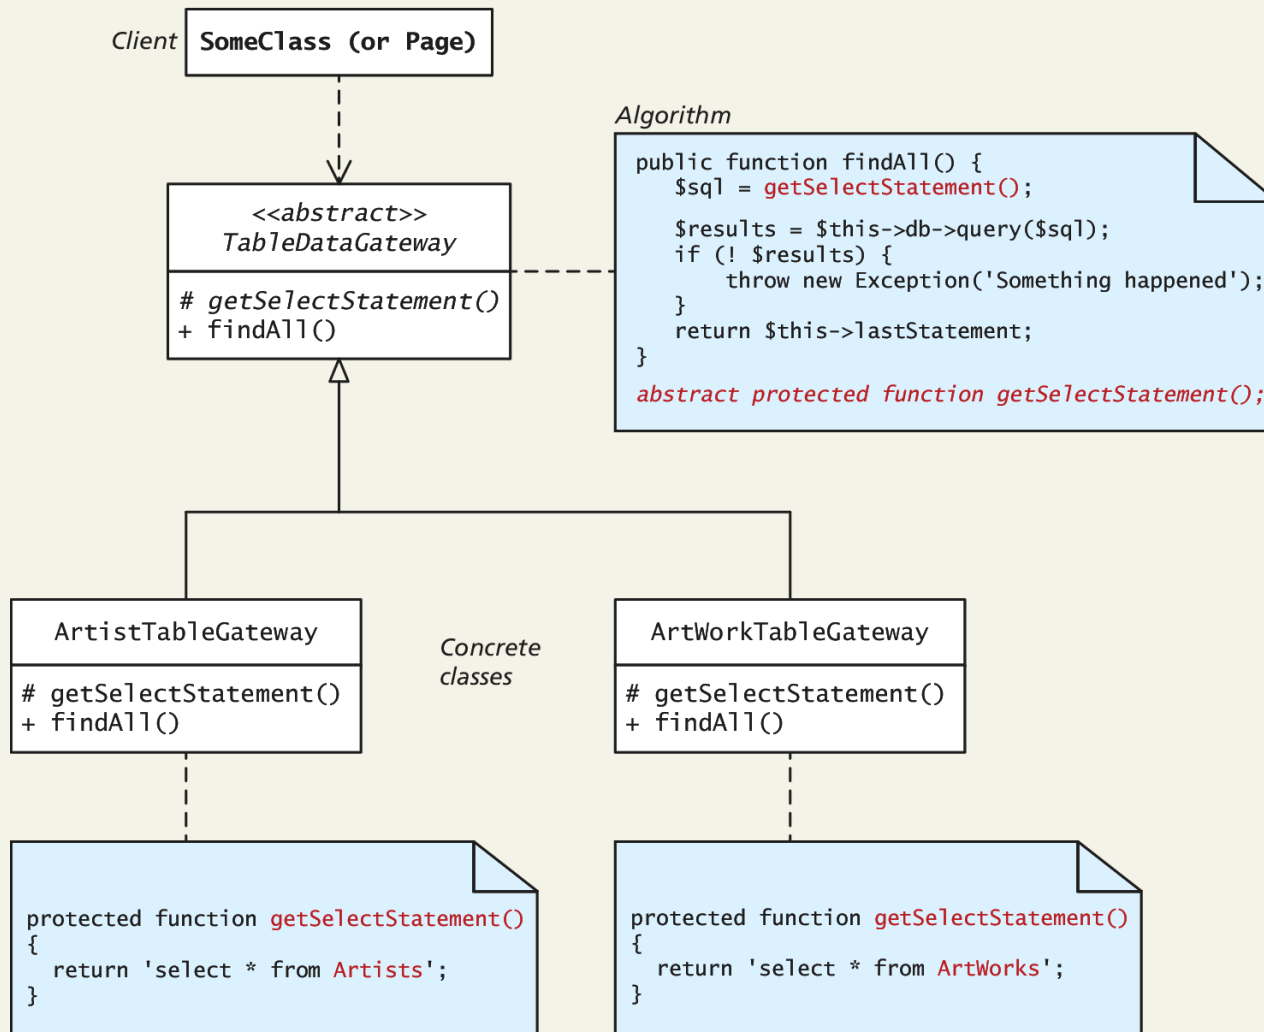 Client
SomeClass (or Page)
Algorithm
public function findAll() {
$sql = getSelectStatement();
$results = $this->db->query($sql);
if (! $results) {
throw new Exception('Something happened');
}
return $this->lastStatement;
}
abstract protected function getSelectStatement();
<<abstract>>
TableDataGateway
# getSelectStatement()
+ findAll()
ArtistTableGateway
# getSelectStatement()
+ findAll()
Concrete
classes
ArtWorkTableGateway
# getSelectStatement()
+ findAll()
protected function getSelectStatement()
{
return 'select * from Artists';
}
protected function getSelectStatement()
{
return 'select * from ArtWorks';
}